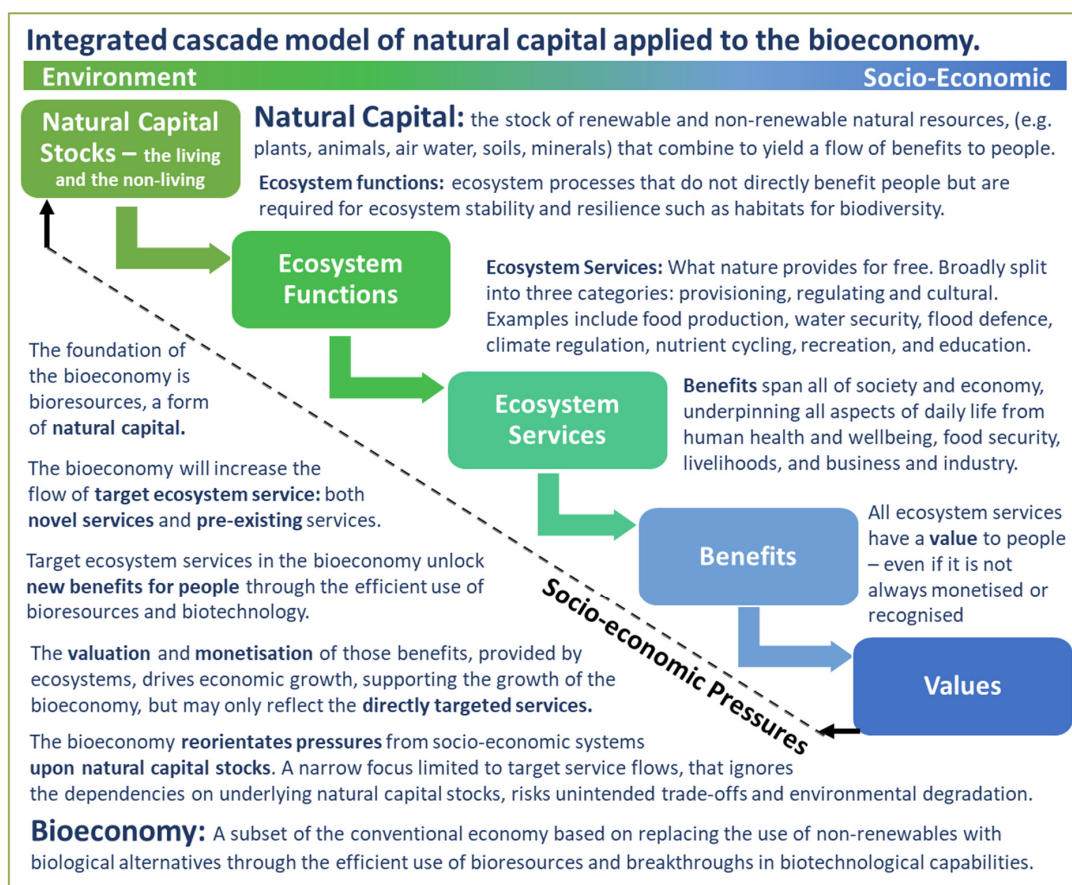 Integrated cascade model of natural capital applied to the bioeconomy.
Environment
Socio-Economic
Natural Capital
Stocks – the living
and the non-living
Natural Capital: the stock of renewable and non-renewable natural resources, (e.g.
plants, animals, air water, soils, minerals) that combine to yield a flow of benefits to people.
Ecosystem functions: ecosystem processes that do not directly benefit people but are
required for ecosystem stability and resilience such as habitats for biodiversity.
Ecosystem
Functions
Ecosystem Services: What nature provides for free. Broadly split
into three categories: provisioning, regulating and cultural.
Examples include food production, water security, flood defence,
climate regulation, nutrient cycling, recreation, and education.
The foundation of
the bioeconomy is
bioresources, a form
of natural capital.
Ecosystem
Services
Benefits span all of society and economy,
underpinning all aspects of daily life from
human health and wellbeing, food security,
livelihoods, and business and industry.
The bioeconomy will increase the
flow of target ecosystem service: both
novel services and pre-existing services.
Benefits
All ecosystem services
have a value to people
– even if it is not
always monetised or
recognised
Target ecosystem services in the bioeconomy unlock
new benefits for people through the efficient use of
bioresources and biotechnology.
Socio-economic Pressures
Values
The valuation and monetisation of those benefits, provided by
ecosystems, drives economic growth, supporting the growth of the
bioeconomy, but may only reflect the directly targeted services.
The bioeconomy reorientates pressures from socio-economic systems
upon natural capital stocks. A narrow focus limited to target service flows, that ignores
the dependencies on underlying natural capital stocks, risks unintended trade-offs and environmental degradation.
Bioeconomy: A subset of the conventional economy based on replacing the use of non-renewables with
biological alternatives through the efficient use of bioresources and breakthroughs in biotechnological capabilities.